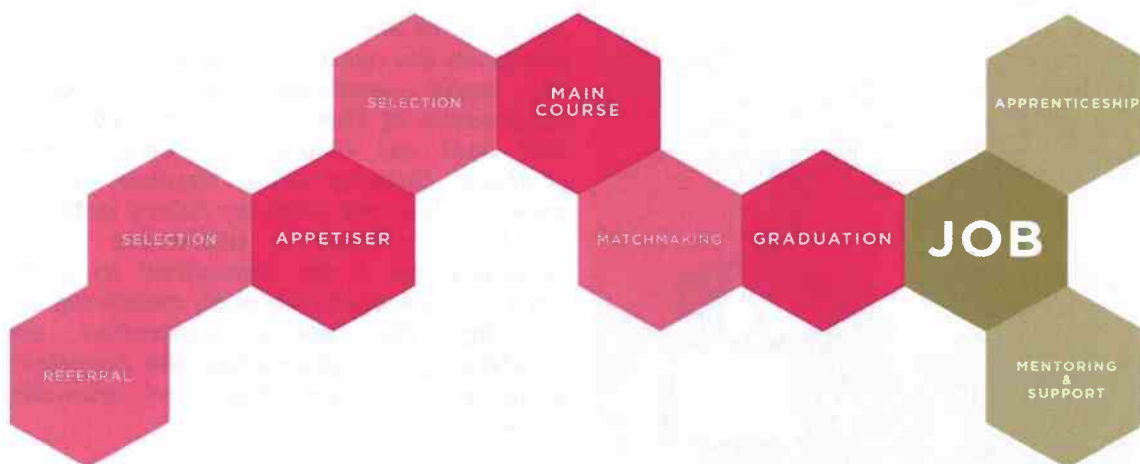 REFERRAL
SELECTION
APPETISER
SELECTION
MAIN
COURSE
MATCHMAKING
GRADUATION
JOB
APPRENTICESHIP
MENTORING
&
SUPPORT